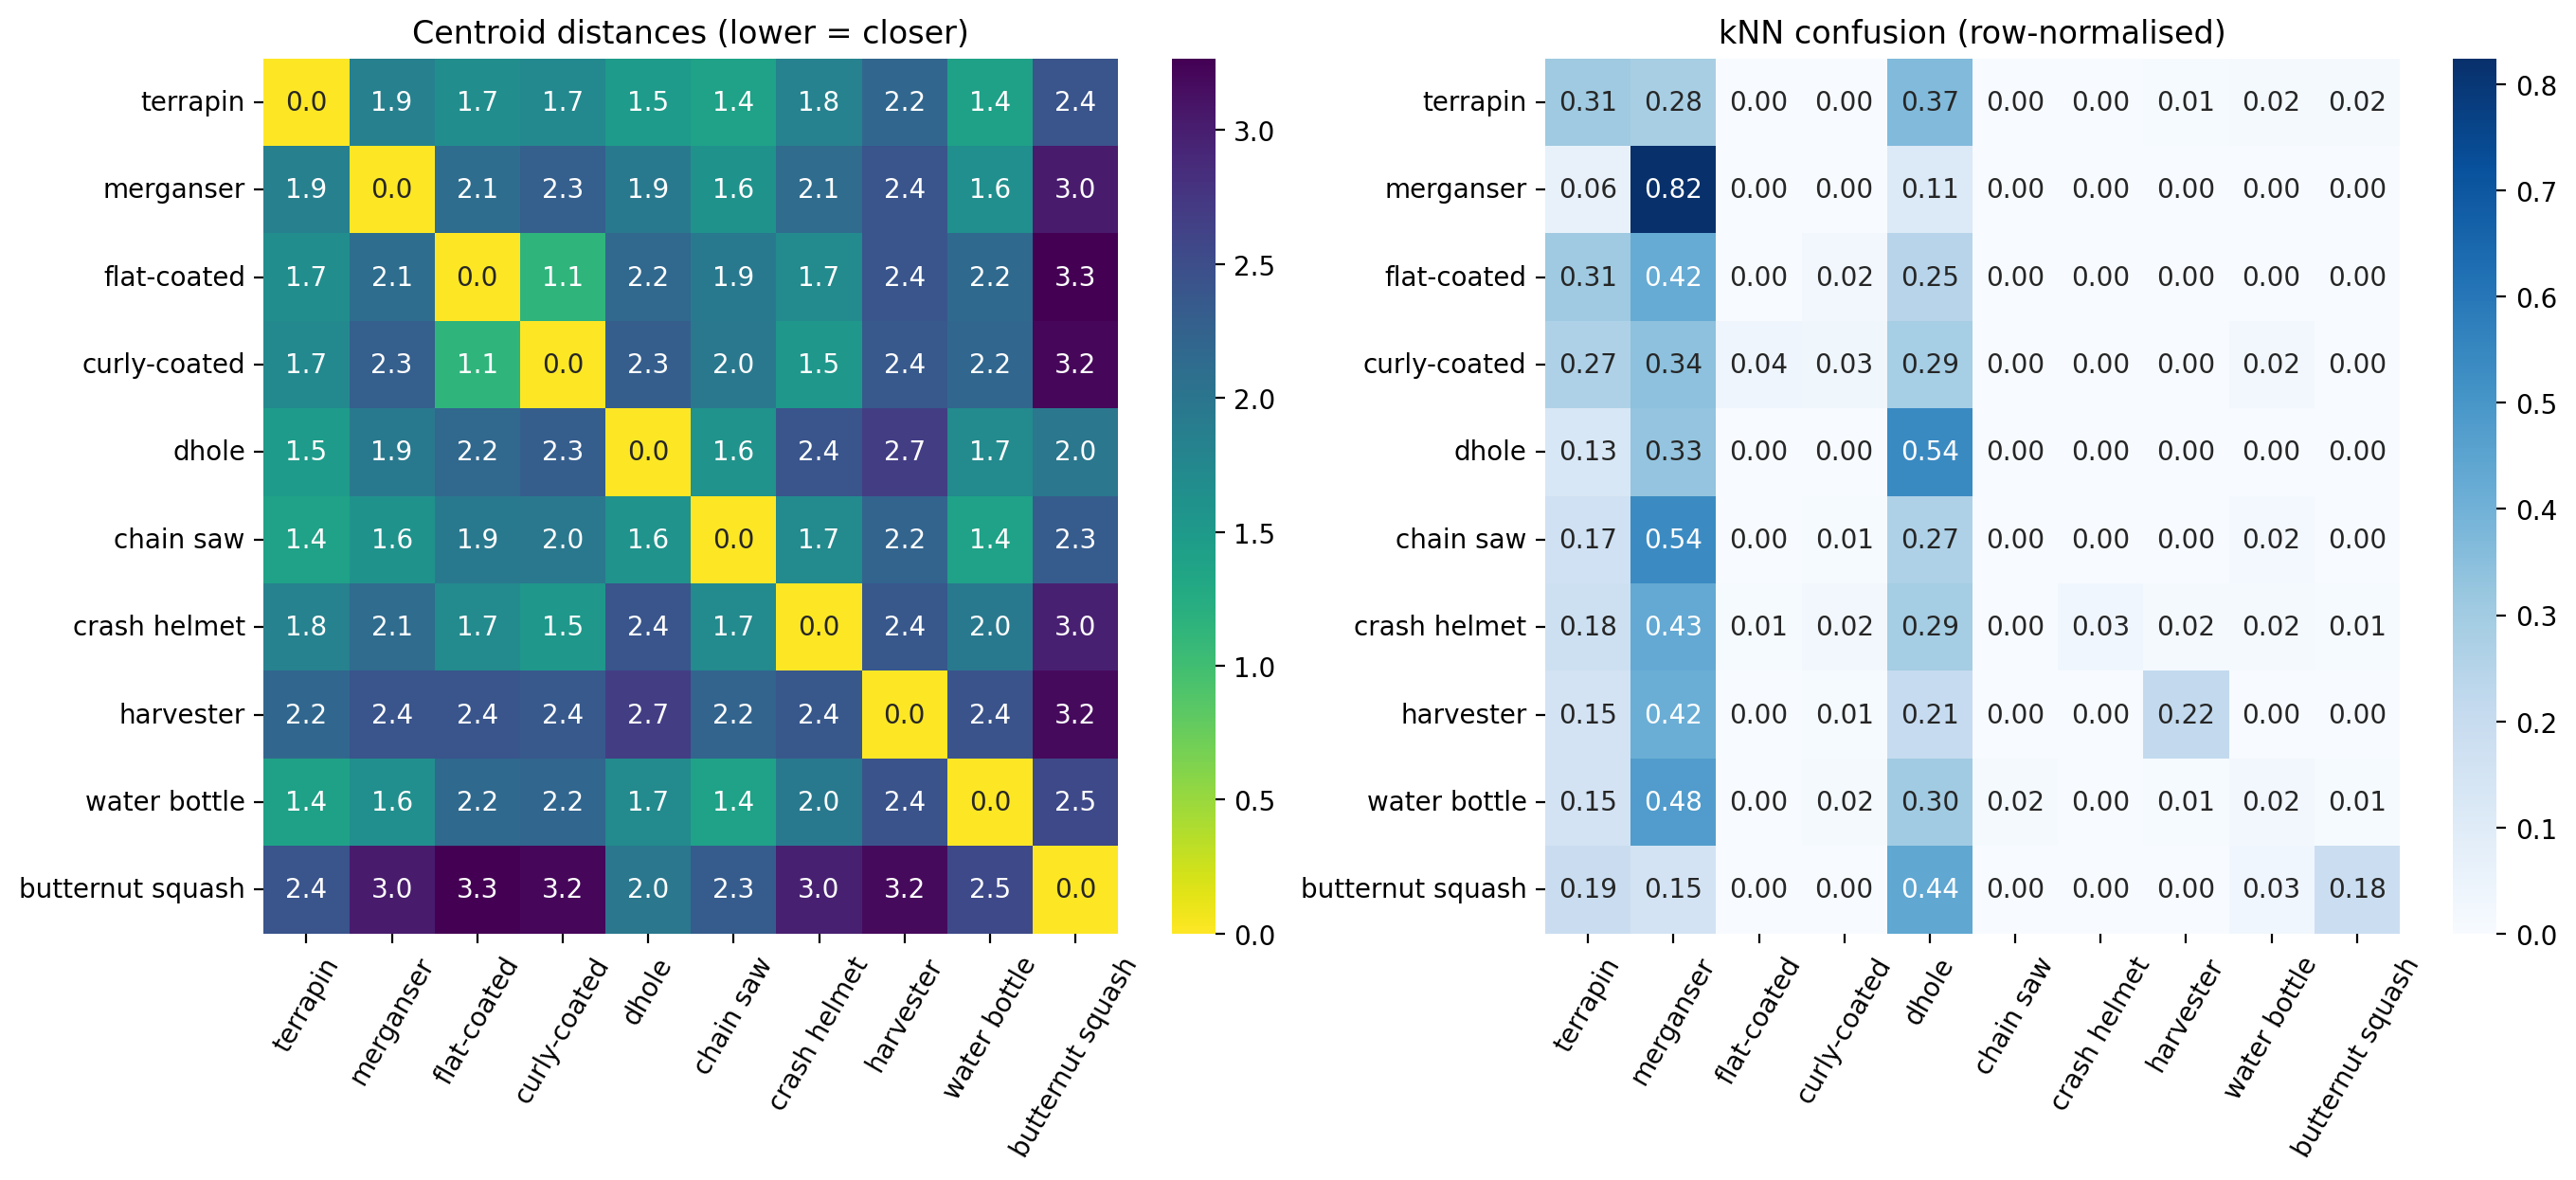 Centroid distances (lower = closer)
terrapin 0.0 1.9 1.7 1.7 1.5 1.4 1.8 2.2 1.4 2.4
merganser 1.9 0.0 2.1 2.3 1.9 1.6 2.1 2.4 1.6 3.0
flat-coated 1.7 2.1 0.0 1.1 2.2 1.9 1.7 2.4 2.2 3.3
curly-coated 1.7 2.3 1.1 0.0 2.3 2.0 1.5 2.4 2.2 3.2
dhole 1.5 1.9 2.2 2.3 0.0 1.6 2.4 2.7 1.7 2.0
chain saw 1.4 1.6 1.9 2.0 1.6 0.0 1.7 2.2 1.4 2.3
crash helmet 1.8 2.1 1.7 1.5 2.4 1.7 0.0 2.4 2.0 3.0
harvester 2.2 2.4 2.4 2.4 2.7 2.2 2.4 0.0 2.4 3.2
water bottle 1.4 1.6 2.2 2.2 1.7 1.4 2.0 2.4 0.0 2.5
butternut squash 2.4 3.0 3.3 3.2 2.0 2.3 3.0 3.2 2.5 0.0
terrapin
merganser
flat-coated
curly-coated
dhole
chain saw
crash helmet
harvester
water bottle
butternut squash
3.0
2.5
2.0
1.5
1.0
0.5
0.0
kNN confusion (row-normalised)
terrapin 0.31 0.28 0.00 0.00 0.37 0.00 0.00 0.01 0.02 0.02
merganser 0.06 0.82 0.00 0.00 0.11 0.00 0.00 0.00 0.00 0.00
flat-coated 0.31 0.42 0.00 0.02 0.25 0.00 0.00 0.00 0.00 0.00
curly-coated 0.27 0.34 0.04 0.03 0.29 0.00 0.00 0.00 0.02 0.00
dhole 0.13 0.33 0.00 0.00 0.54 0.00 0.00 0.00 0.00 0.00
chain saw 0.17 0.54 0.00 0.01 0.27 0.00 0.00 0.00 0.02 0.00
crash helmet 0.18 0.43 0.01 0.02 0.29 0.00 0.03 0.02 0.02 0.01
harvester 0.15 0.42 0.00 0.01 0.21 0.00 0.00 0.22 0.00 0.00
water bottle 0.15 0.48 0.00 0.02 0.30 0.02 0.00 0.01 0.02 0.01
butternut squash 0.19 0.15 0.00 0.00 0.44 0.00 0.00 0.00 0.03 0.18
terrapin
merganser
flat-coated
curly-coated
dhole
chain saw
crash helmet
harvester
water bottle
butternut squash
0.8
0.7
0.6
0.5
0.4
0.3
0.2
0.1
0.0